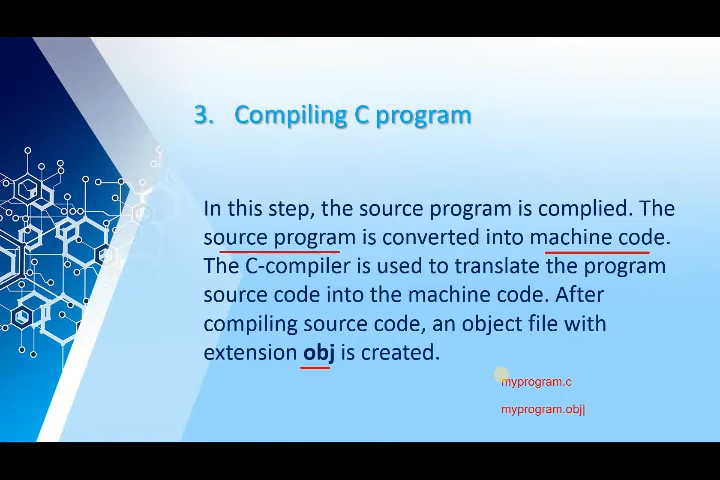 3. Compiling C program
In this step, the source program is complied. The
source program is converted into machine code.
The C-compiler is used to translate the program
source code into the machine code. After
compiling source code, an object file with
extension obj is created.
myprogram.c
myprogram.obj